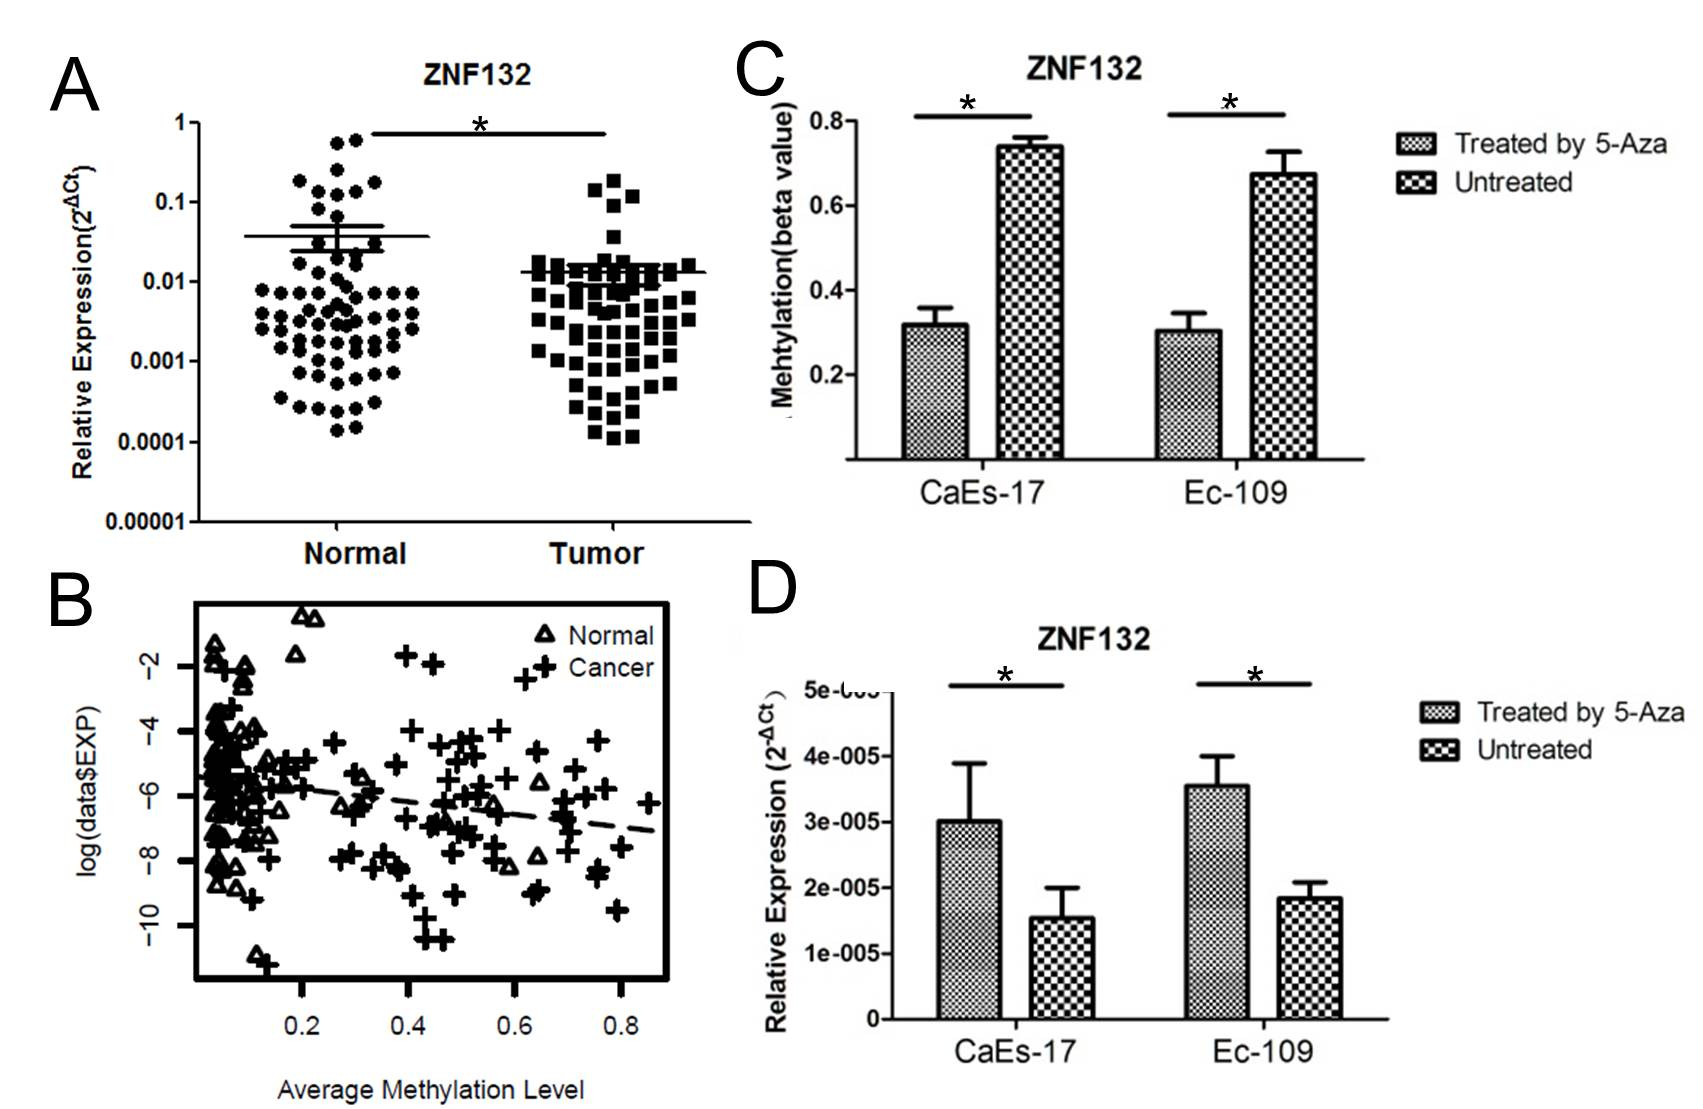 A
ZNF132
*
1
0.1
0.01
0.001
0.0001
0.00001
Relative Expression(2-ΔCt)
Normal
Tumor
B
Normal
Cancer
−2
−4
−6
−8
−10
log(data$EXP)
0.2
0.4
0.6
0.8
Average Methylation Level
C
ZNF132
*
*
0.8
0.6
0.4
0.2
Mehtylation(beta value)
CaEs-17
Ec-109
Treated by 5-Aza
Untreated
D
ZNF132
*
*
4e-005
3e-005
2e-005
1e-005
0
Relative Expression (2-ΔCt)
CaEs-17
Ec-109
Treated by 5-Aza
Untreated